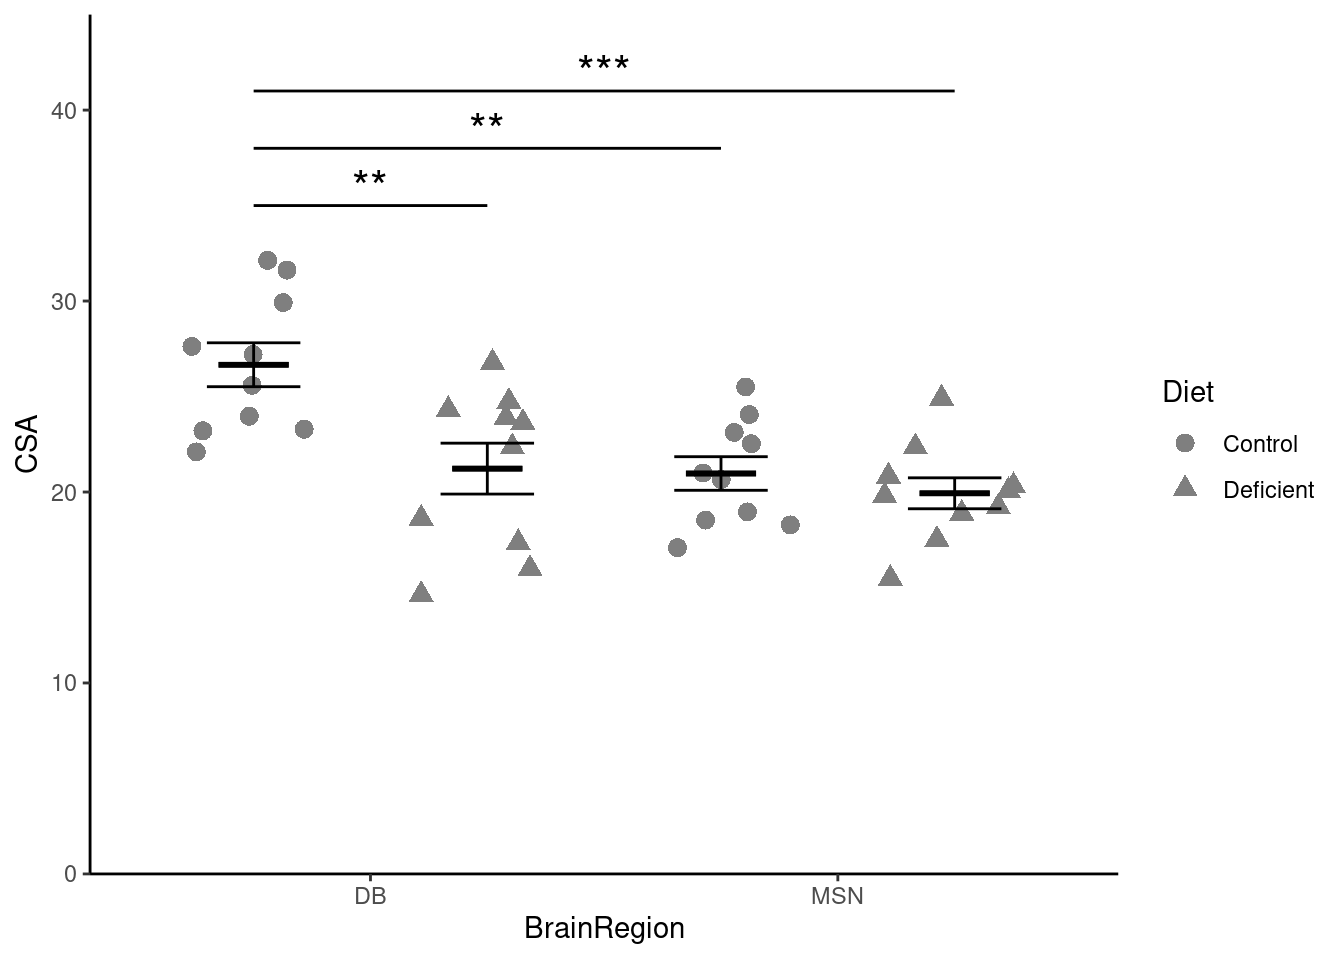 ***
**
**
40
30
20
10
0
CSA
DB
MSN
BrainRegion
Diet
Control
Deficient